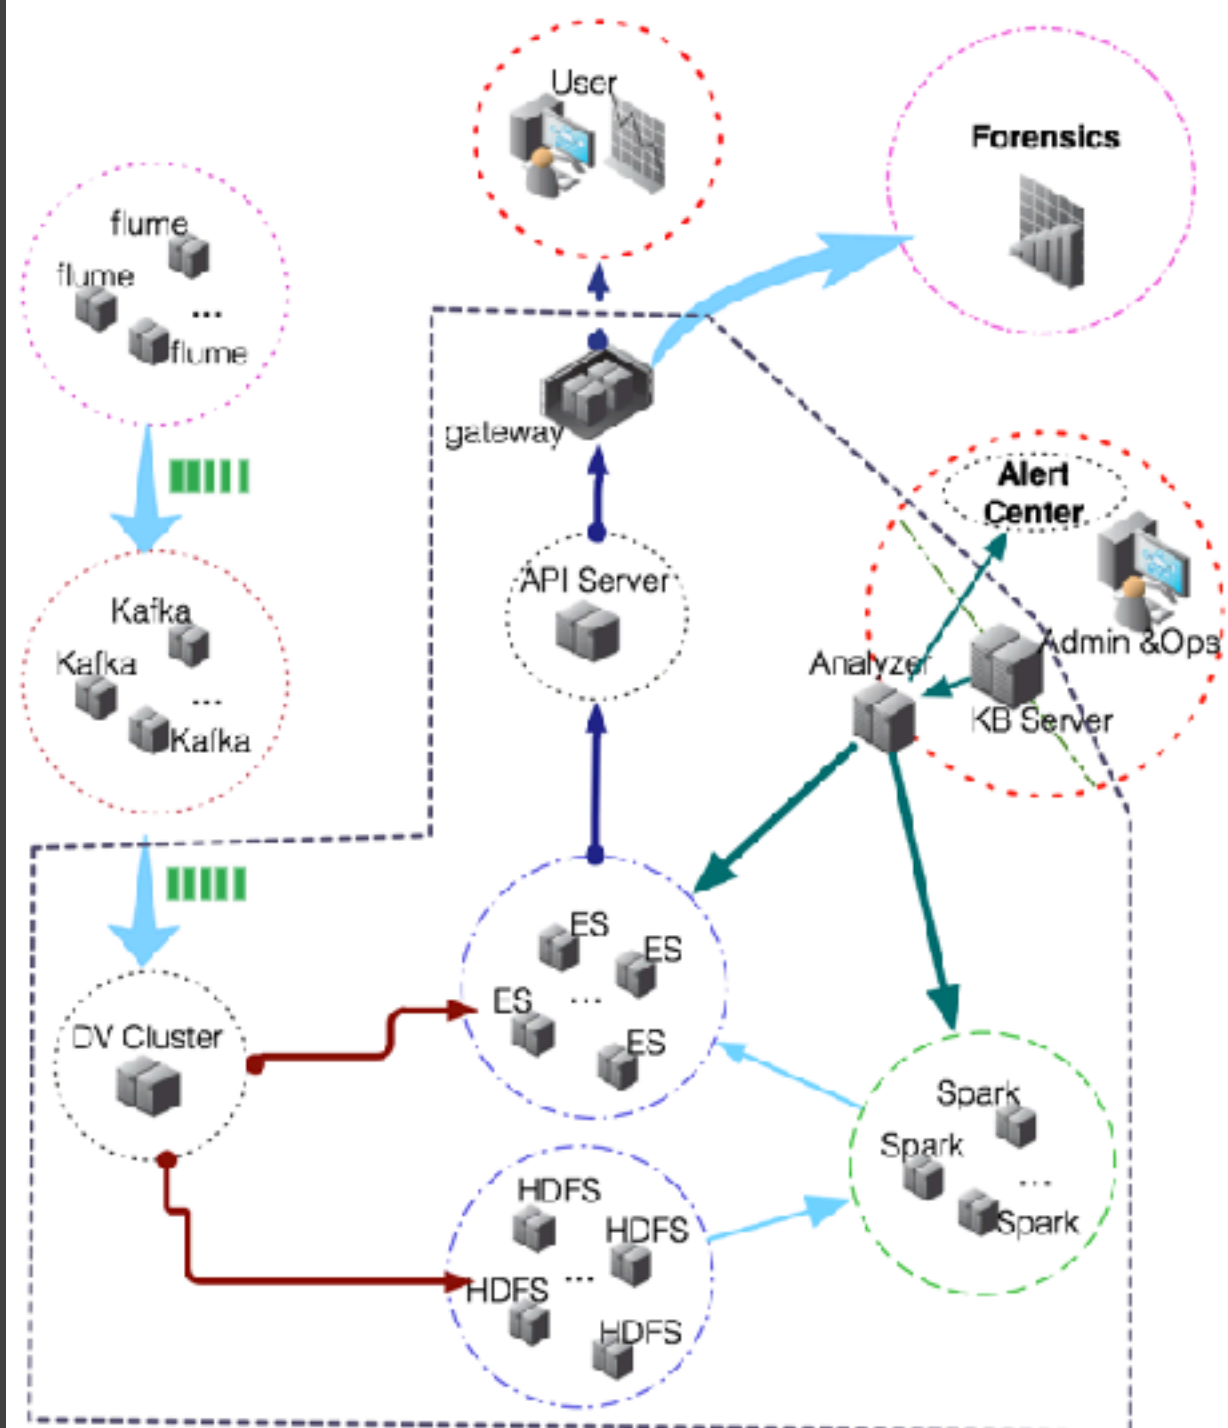 User
Forensics
flume
flume
...
flume
gateway
Alert
Center
API Server
Kafka
Kafka
...
Kafka
Analyzer
Admin &Ops
KB Server
ES
ES
ES
...
ES
DV Cluster
Spark
Spark
...
Spark
HDFS
HDFS
...
HDFS
HDFS